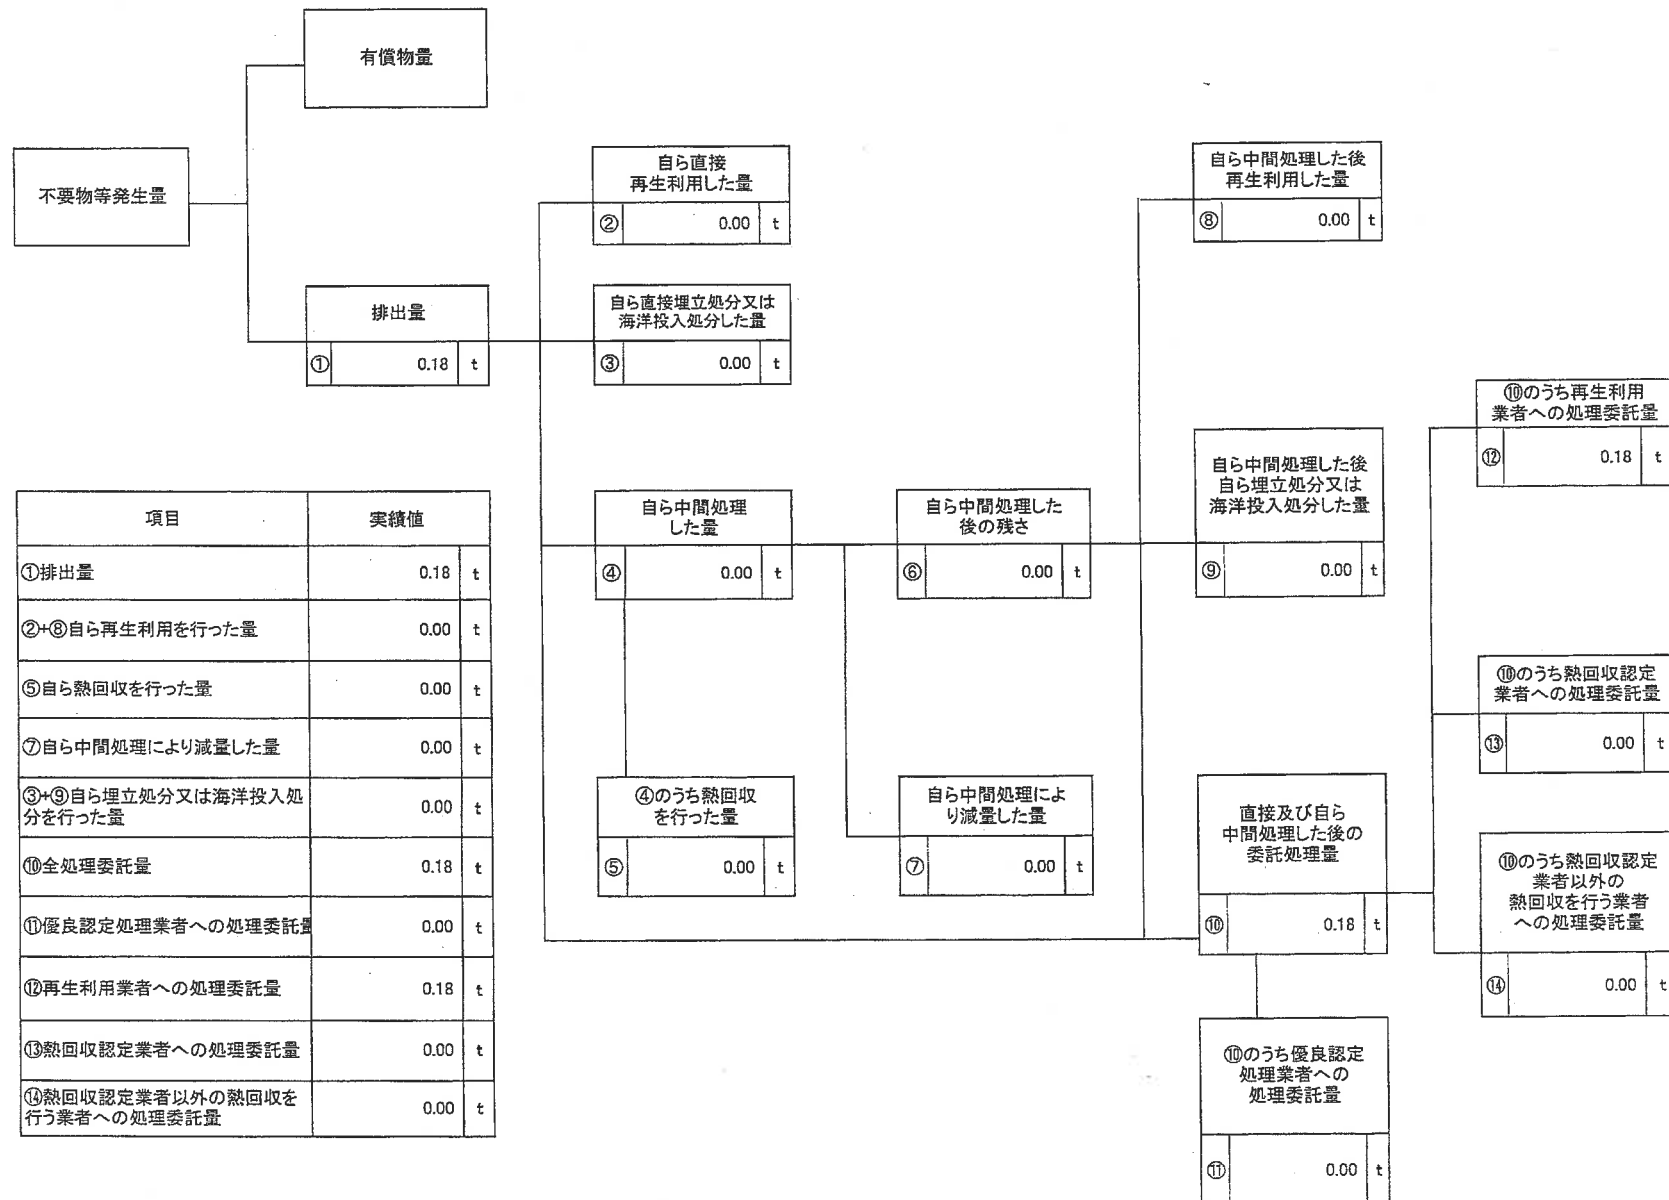 有償物量
不要物等発生量
排出量
① 0.18 t
自ら直接
再生利用した量
② 0.00 t
自ら直接埋立処分又は
海洋投入処分した量
③ 0.00 t
自ら中間処理
した量
④ 0.00 t
④のうち熱回収
を行った量
⑤ 0.00 t
自ら中間処理した
後の残さ
⑥ 0.00 t
自ら中間処理によ
り減量した量
⑦ 0.00 t
自ら中間処理した後
再生利用した量
⑧ 0.00 t
自ら中間処理した後
自ら埋立処分又は
海洋投入処分した量
⑨ 0.00 t
直接及び自ら
中間処理した後の
委託処理量
⑩ 0.18 t
⑩のうち優良認定
処理業者への
処理委託量
⑪ 0.00 t
⑩のうち再生利用
業者への処理委託量
⑫ 0.18 t
⑩のうち熱回収認定
業者への処理委託量
⑬ 0.00 t
⑩のうち熱回収認定
業者以外の
熱回収を行う業者
への処理委託量
⑭ 0.00 t
項目 実績値
①排出量 0.18 t
②+⑧自ら再生利用を行った量 0.00 t
⑤自ら熱回収を行った量 0.00 t
⑦自ら中間処理により減量した量 0.00 t
③+⑨自ら埋立処分又は海洋投入処
分を行った量 0.00 t
⑩全処理委託量 0.18 t
⑪優良認定処理業者への処理委託量 0.00 t
⑫再生利用業者への処理委託量 0.18 t
⑬熱回収認定業者への処理委託量 0.00 t
⑭熱回収認定業者以外の熱回収を
行う業者への処理委託量 0.00 t